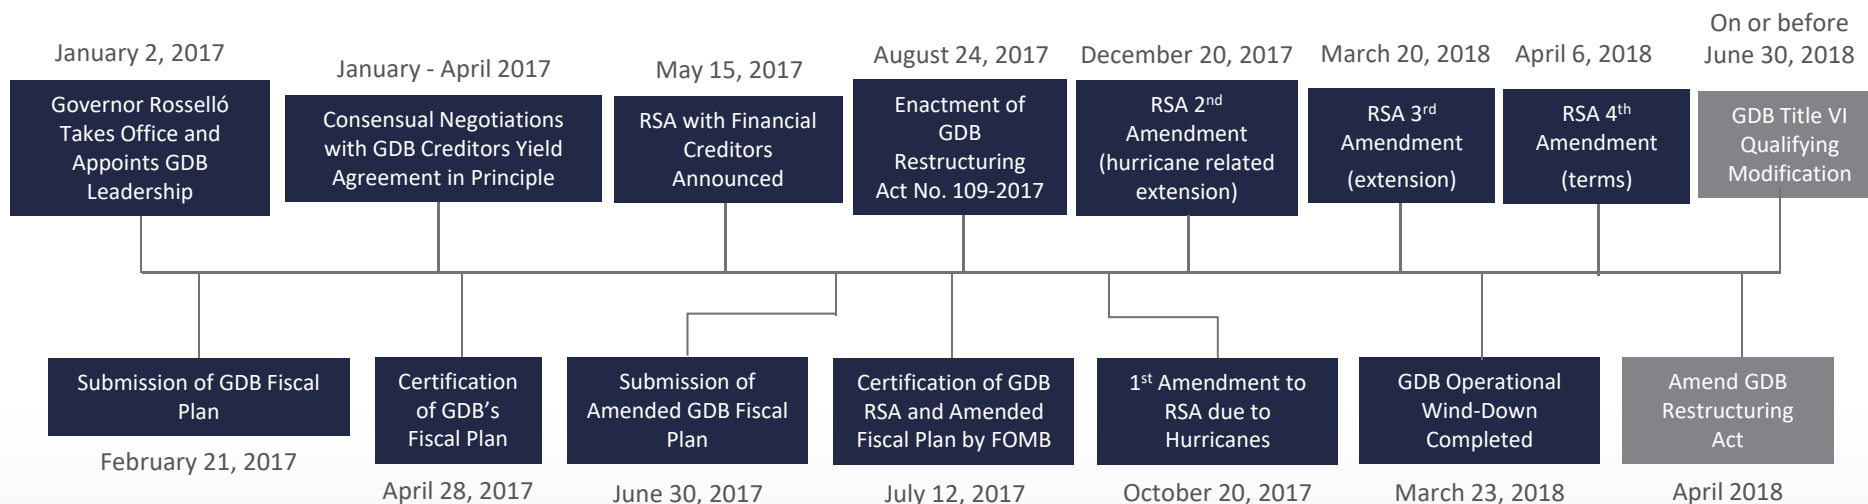 January 2, 2017
Governor Rosselló
Takes Office and
Appoints GDB
Leadership
January - April 2017
Consensual Negotiations
with GDB Creditors Yield
Agreement in Principle
May 15, 2017
RSA with Financial
Creditors
Announced
August 24, 2017
Enactment of
GDB
Restructuring
Act No. 109-2017
December 20, 2017
RSA 2nd
Amendment
(hurricane related
extension)
March 20, 2018
RSA 3rd
Amendment
(extension)
April 6, 2018
RSA 4th
Amendment
(terms)
On or before
June 30, 2018
GDB Title VI
Qualifying
Modification
Submission of GDB Fiscal
Plan
February 21, 2017
Certification
of GDB's
Fiscal Plan
April 28, 2017
Submission of
Amended GDB Fiscal
Plan
June 30, 2017
Certification of GDB
RSA and Amended
Fiscal Plan by FOMB
July 12, 2017
1st Amendment to
RSA due to
Hurricanes
October 20, 2017
GDB Operational
Wind-Down
Completed
March 23, 2018
Amend GDB
Restructuring
Act
April 2018